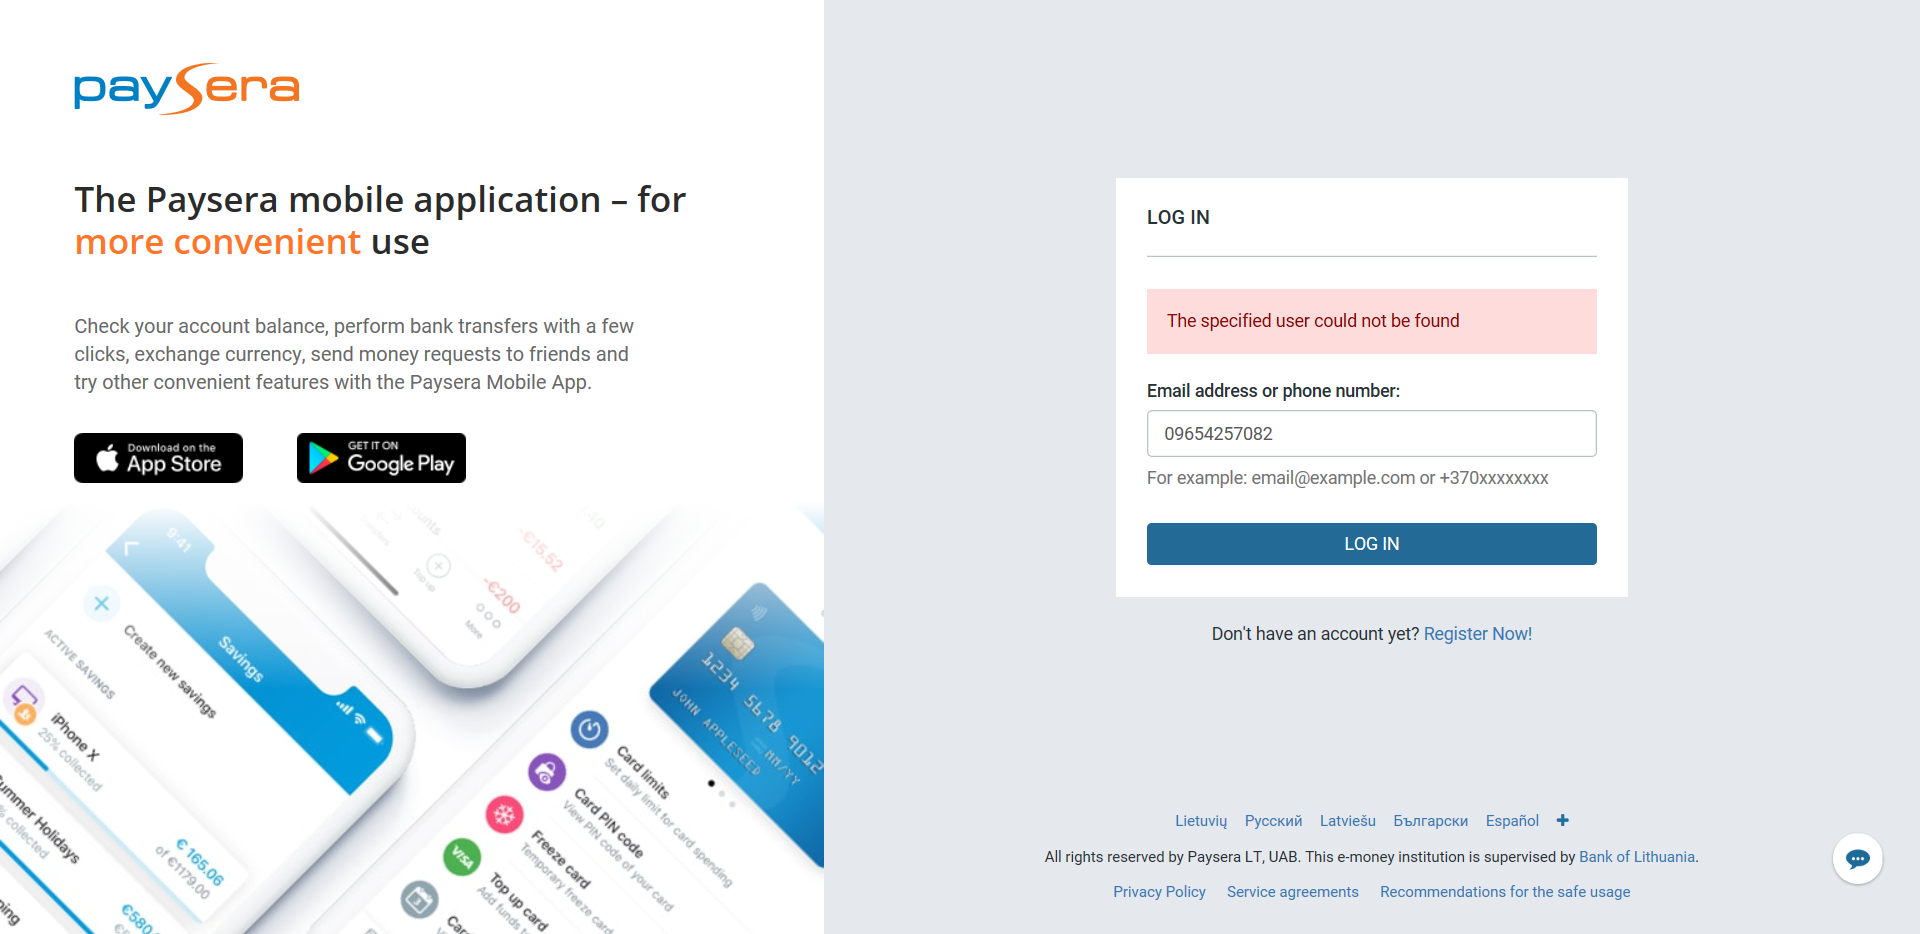 paysera
The Paysera mobile application – for
more convenient use
Check your account balance, perform bank transfers with a few
clicks, exchange currency, send money requests to friends and
try other convenient features with the Paysera Mobile App.
Download on the
App Store
GET IT ON
Google Play
9:41
Savings
Create new savings
ACTIVE SAVINGS
iPhone X
25% collected
€ 165.06
of €1179.00
ummer Holidays
% collected
€580.
ping
-€15.52
-€200
Top up
More
1234 5678 9012
MM/YY
JOHN APPLESEED
Card limits
Set daily limit for card spending
Card PIN code
View PIN code of your card
Freeze card
Temporary freeze card
VISA
Top up card
Add funds t
Car
LOG IN
The specified user could not be found
Email address or phone number:
09654257082
For example: email@example.com or +370xxxxxxxx
LOG IN
Don't have an account yet? Register Now!
Lietuvių Русский Latviešu Български Español
All rights reserved by Paysera LT, UAB. This e-money institution is supervised by Bank of Lithuania.
Privacy Policy Service agreements Recommendations for the safe usage